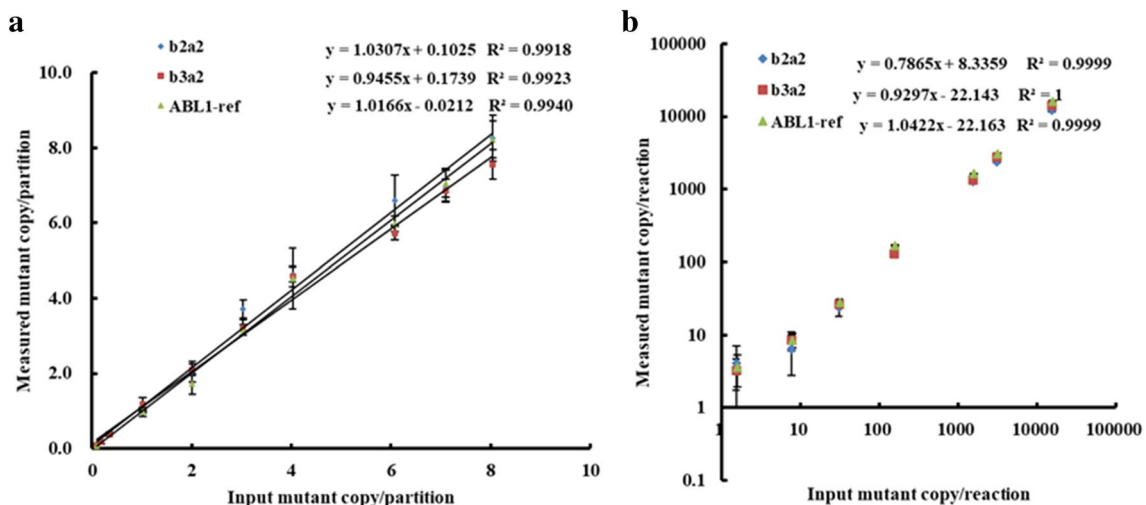 a
b2a2 y = 1.0307x + 0.1025 R² = 0.9918
b3a2 y = 0.9455x + 0.1739 R² = 0.9923
ABL1-ref y = 1.0166x - 0.0212 R² = 0.9940
Measured mutant copy/partition
10.0
8.0
6.0
4.0
2.0
0.0
0 2 4 6 8 10
Input mutant copy/partition
b
b2a2 y = 0.7865x + 8.3359 R² = 0.9999
b3a2 y = 0.9297x - 22.143 R² = 1
ABL1-ref y = 1.0422x - 22.163 R² = 0.9999
Measued mutant copy/reaction
100000
10000
1000
100
10
1
0.1
1 10 100 1000 10000 100000
Input mutant copy/reaction